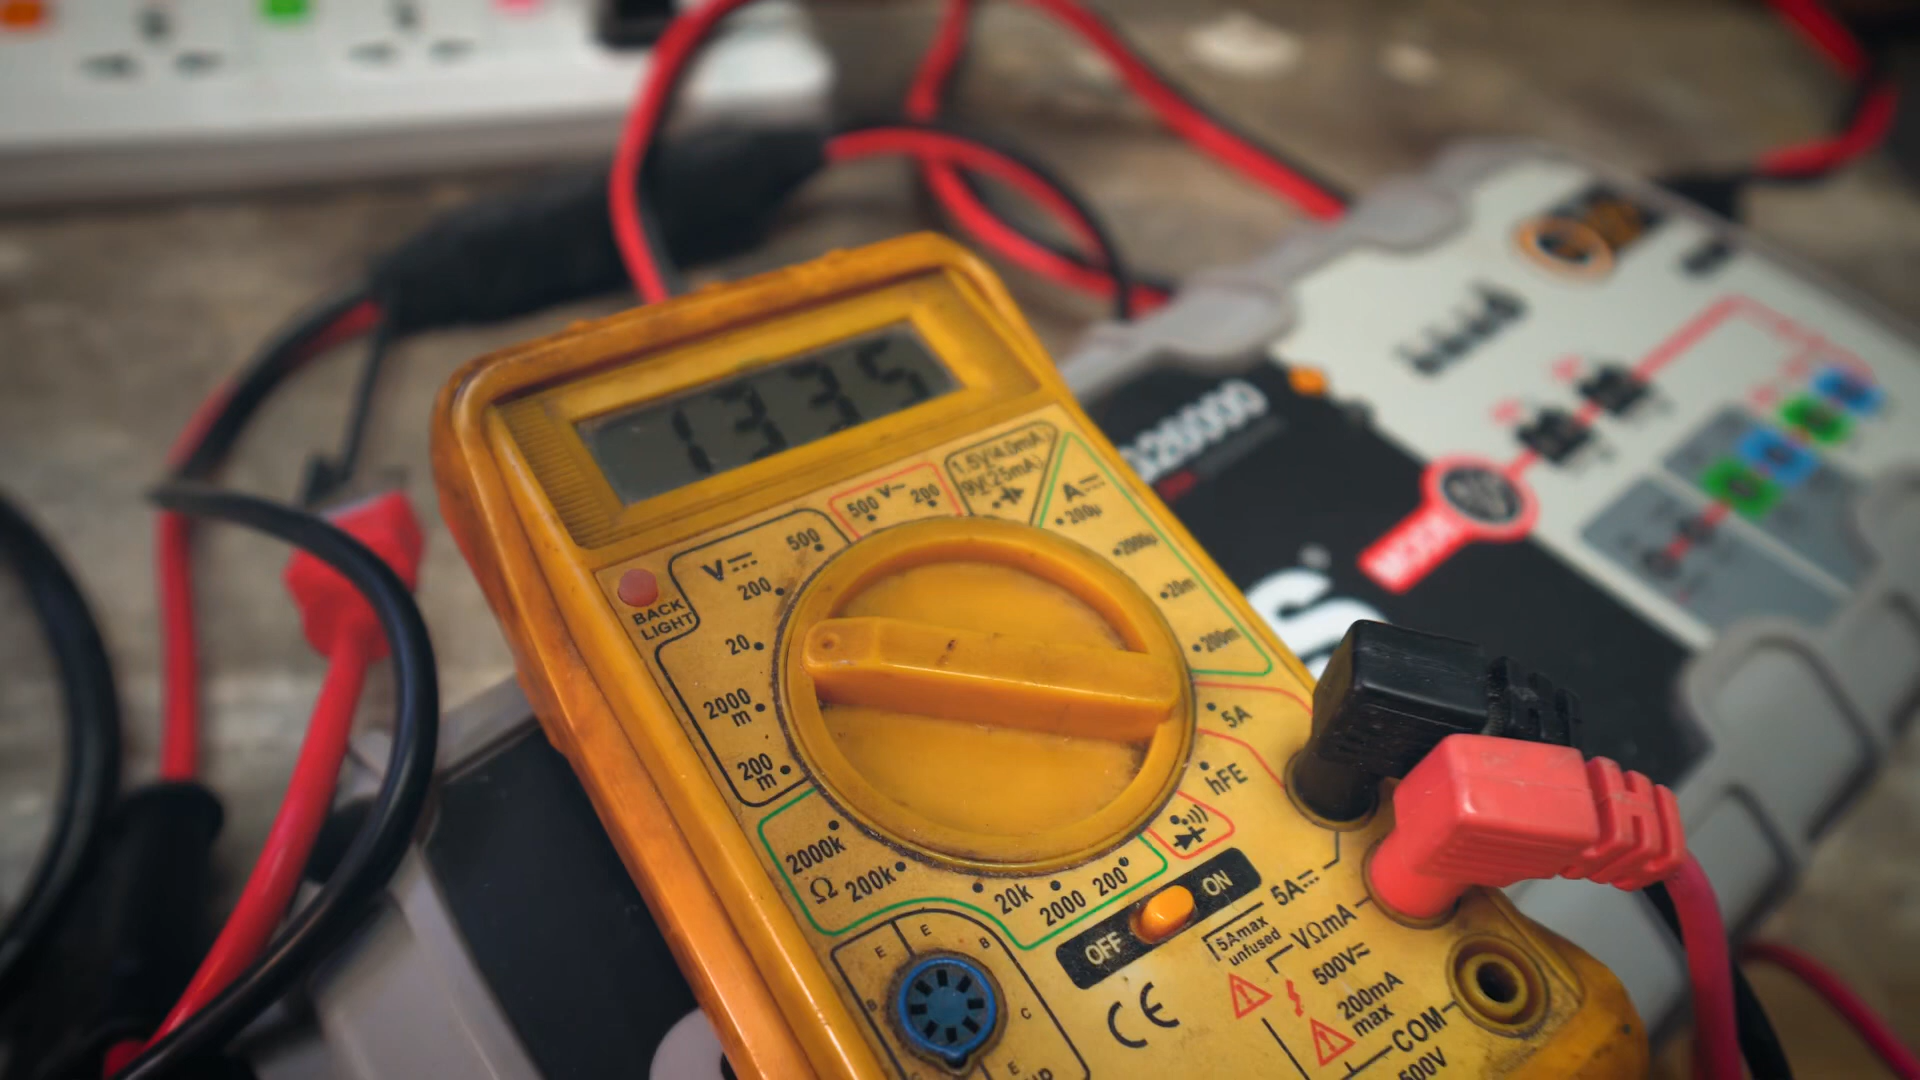 1335
1.5V(4.0mA)
9V(25mA)
V~
500
200
A
200µ
2000µ
20m
200m
5A
hFE
V
500
200
20
2000
m
200
m
BACK
LIGHT
2000k
Ω
200k
20k
2000
200
OFF
ON
5A
5Amax
unfused
VΩmA
500V
200mA
max
COM
500V
E
E
B
B
C
E
CE